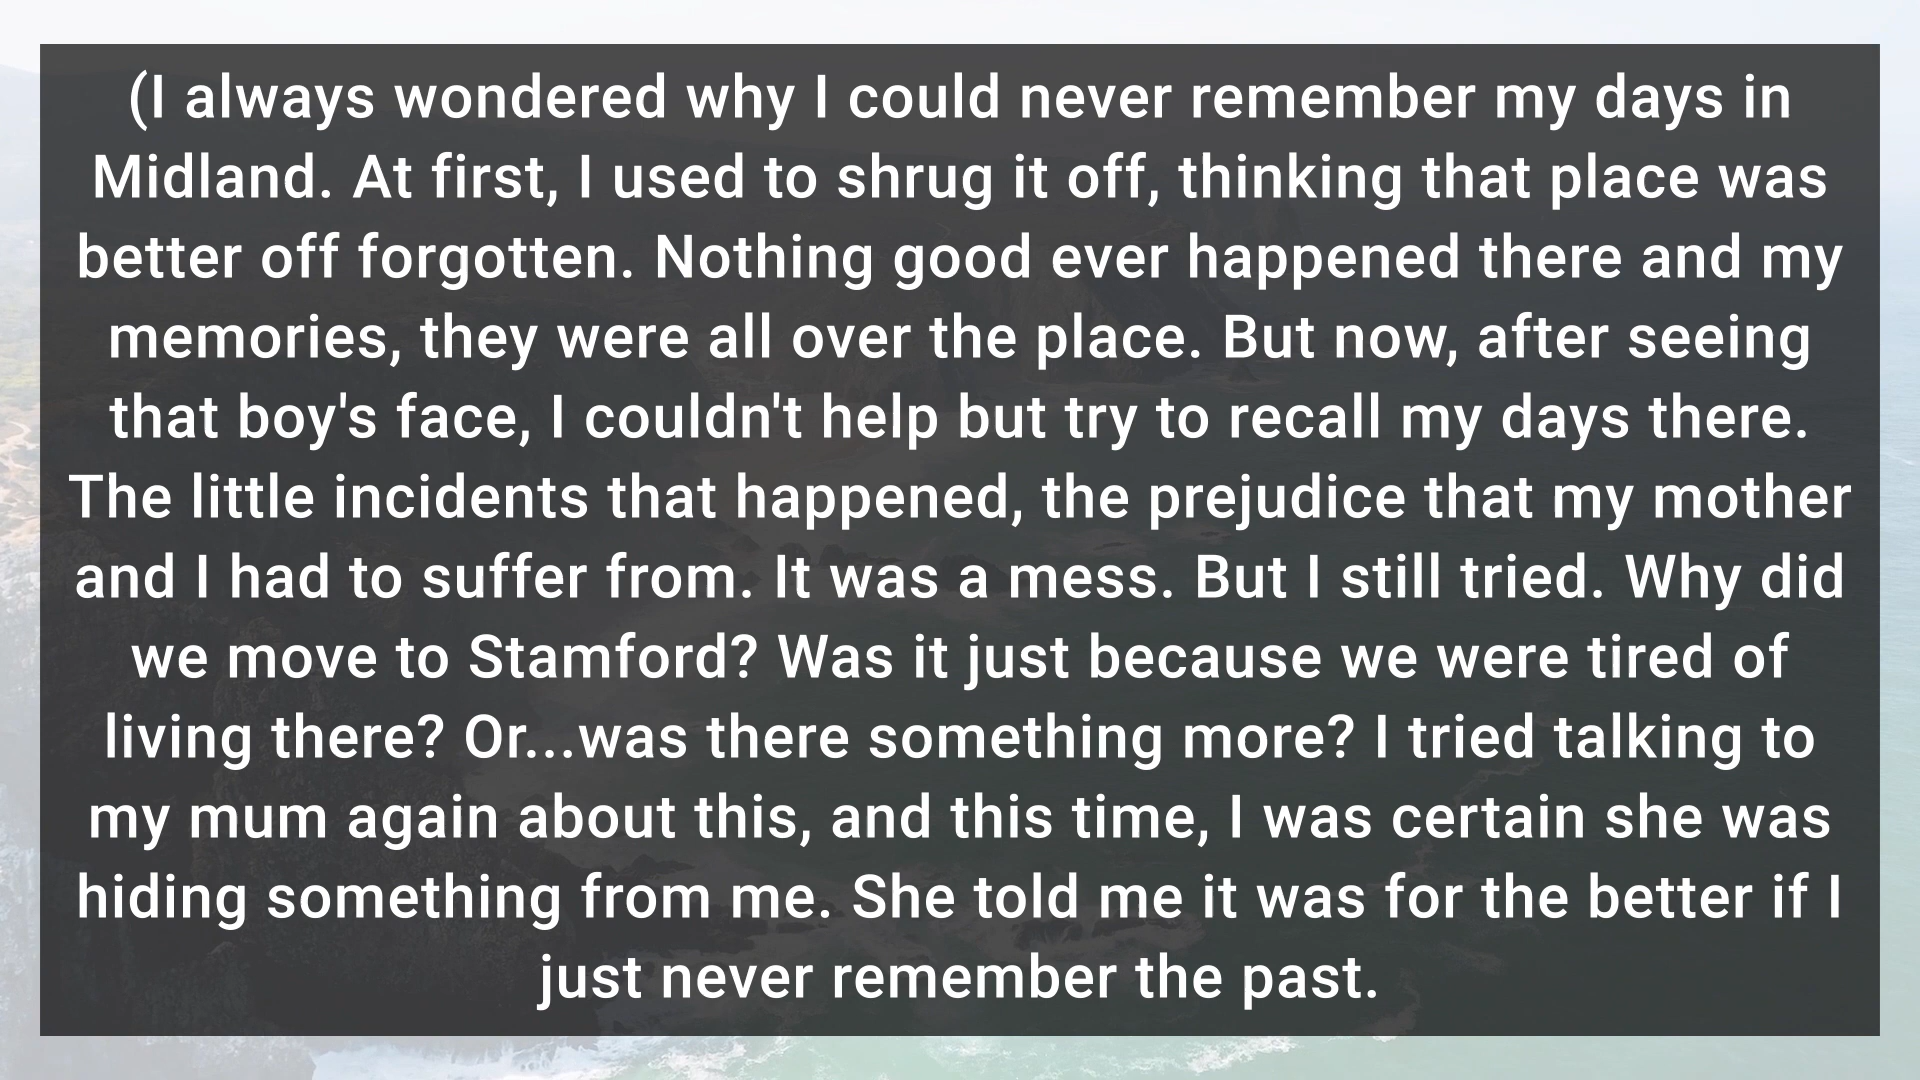 (I always wondered why I could never remember my days in
Midland. At first, I used to shrug it off, thinking that place was
better off forgotten. Nothing good ever happened there and my
memories, they were all over the place. But now, after seeing
that boy's face, I couldn't help but try to recall my days there.
The little incidents that happened, the prejudice that my mother
and I had to suffer from. It was a mess. But I still tried. Why did
we move to Stamford? Was it just because we were tired of
living there? Or...was there something more? I tried talking to
my mum again about this, and this time, I was certain she was
hiding something from me. She told me it was for the better if I
just never remember the past.